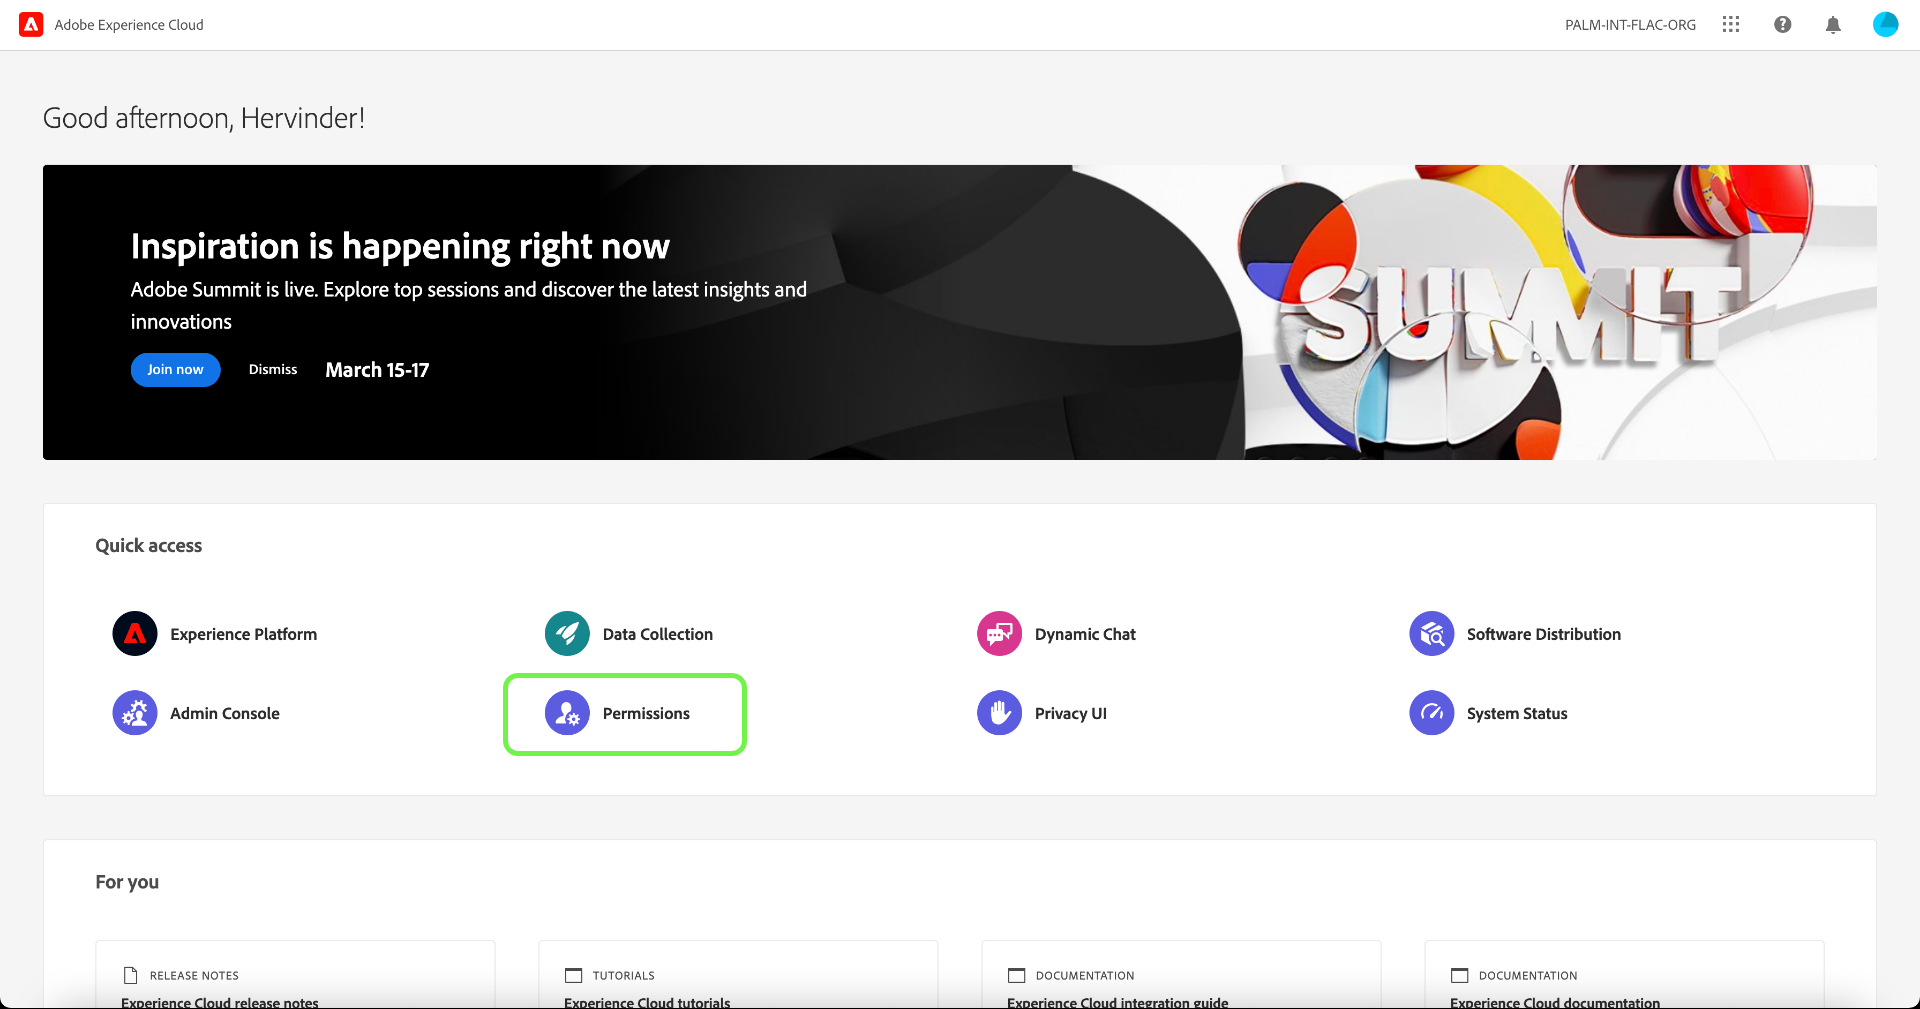 Adobe Experience Cloud
PALM-INT-FLAC-ORG
Good afternoon, Hervinder!
Inspiration is happening right now
Adobe Summit is live. Explore top sessions and discover the latest insights and
innovations
Join now
Dismiss
March 15-17
SUMMIT
Quick access
Experience Platform
Data Collection
Dynamic Chat
Software Distribution
Admin Console
Permissions
Privacy UI
System Status
For you
RELEASE NOTES
Experience Cloud release notes
TUTORIALS
Experience Cloud tutorials
DOCUMENTATION
Experience Cloud integration guide
DOCUMENTATION
Experience Cloud documentation